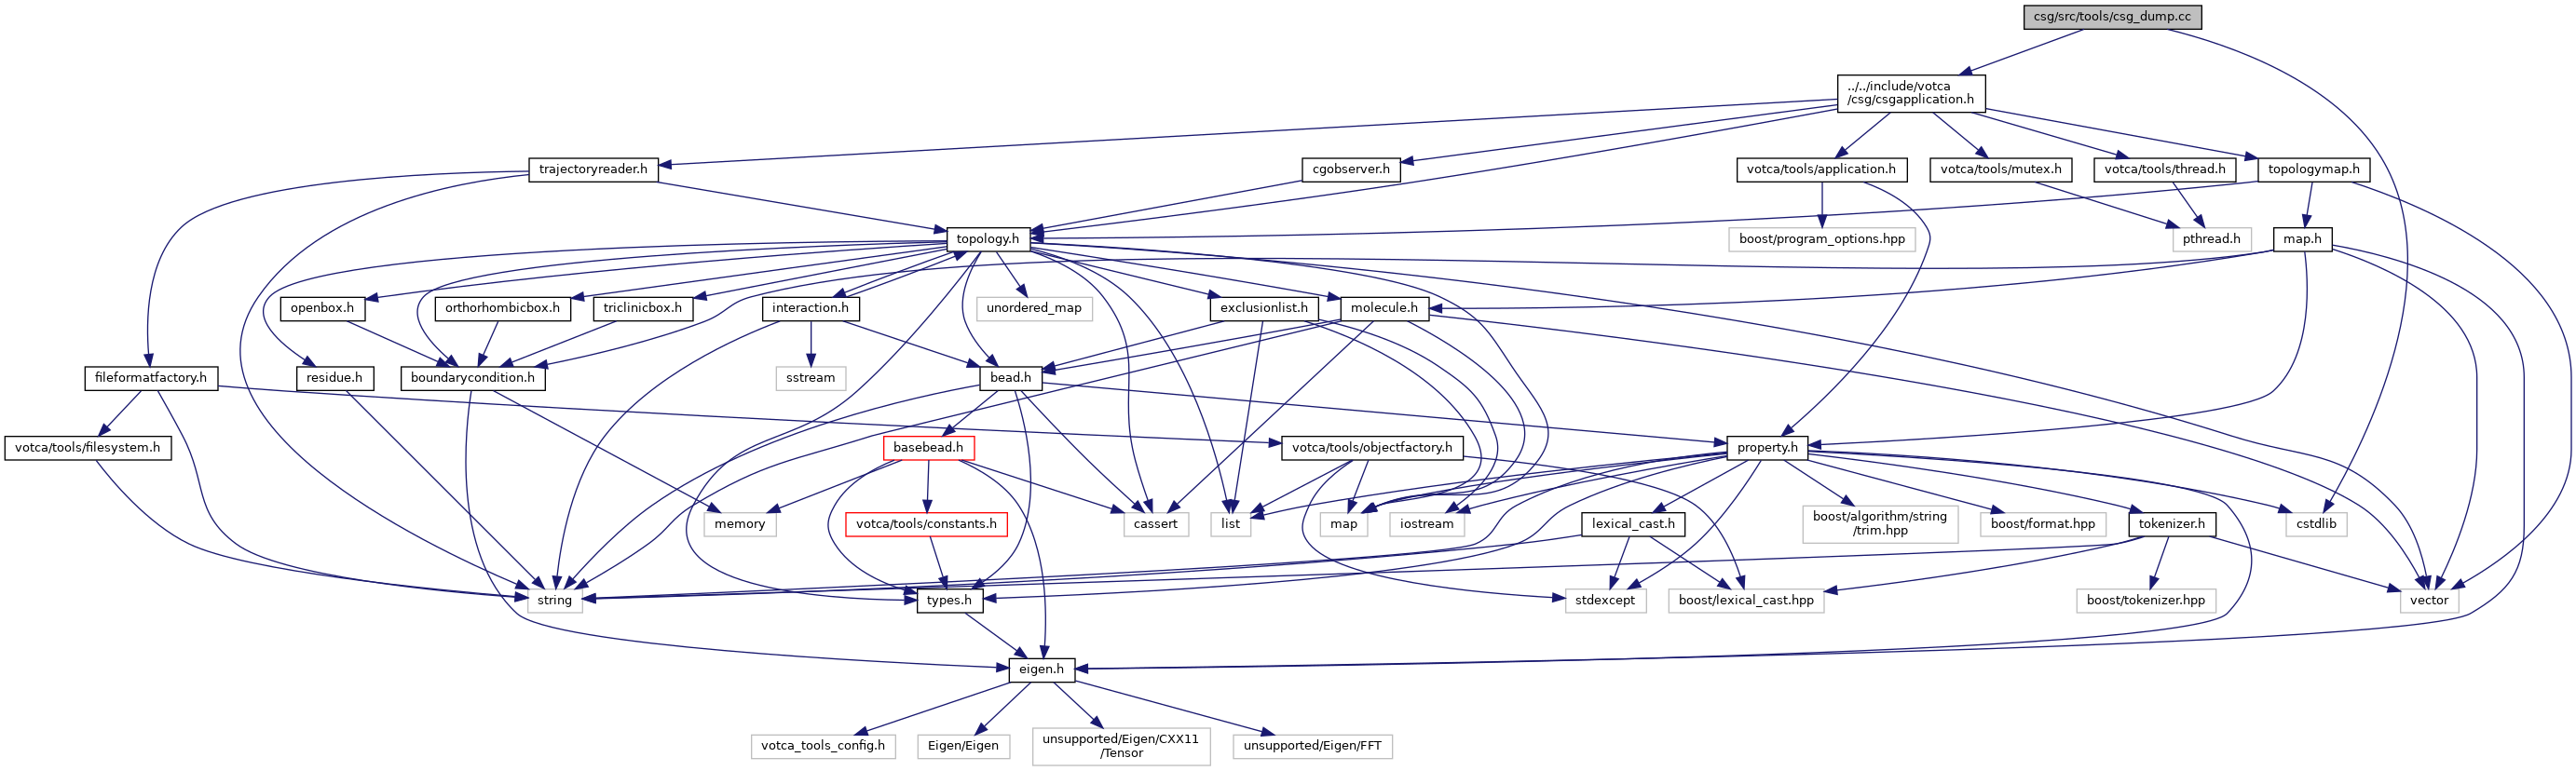 csg/src/tools/csg_dump.cc
../../include/votca
/csg/csgapplication.h
trajectoryreader.h
cgobserver.h
votca/tools/application.h
votca/tools/mutex.h
votca/tools/thread.h
topologymap.h
topology.h
boost/program_options.hpp
pthread.h
map.h
openbox.h
orthorhombicbox.h
triclinicbox.h
interaction.h
unordered_map
exclusionlist.h
molecule.h
fileformatfactory.h
residue.h
boundarycondition.h
sstream
bead.h
votca/tools/filesystem.h
basebead.h
votca/tools/objectfactory.h
property.h
memory
votca/tools/constants.h
cassert
list
map
iostream
lexical_cast.h
boost/algorithm/string
/trim.hpp
boost/format.hpp
tokenizer.h
cstdlib
string
types.h
stdexcept
boost/lexical_cast.hpp
boost/tokenizer.hpp
vector
eigen.h
votca_tools_config.h
Eigen/Eigen
unsupported/Eigen/CXX11
/Tensor
unsupported/Eigen/FFT